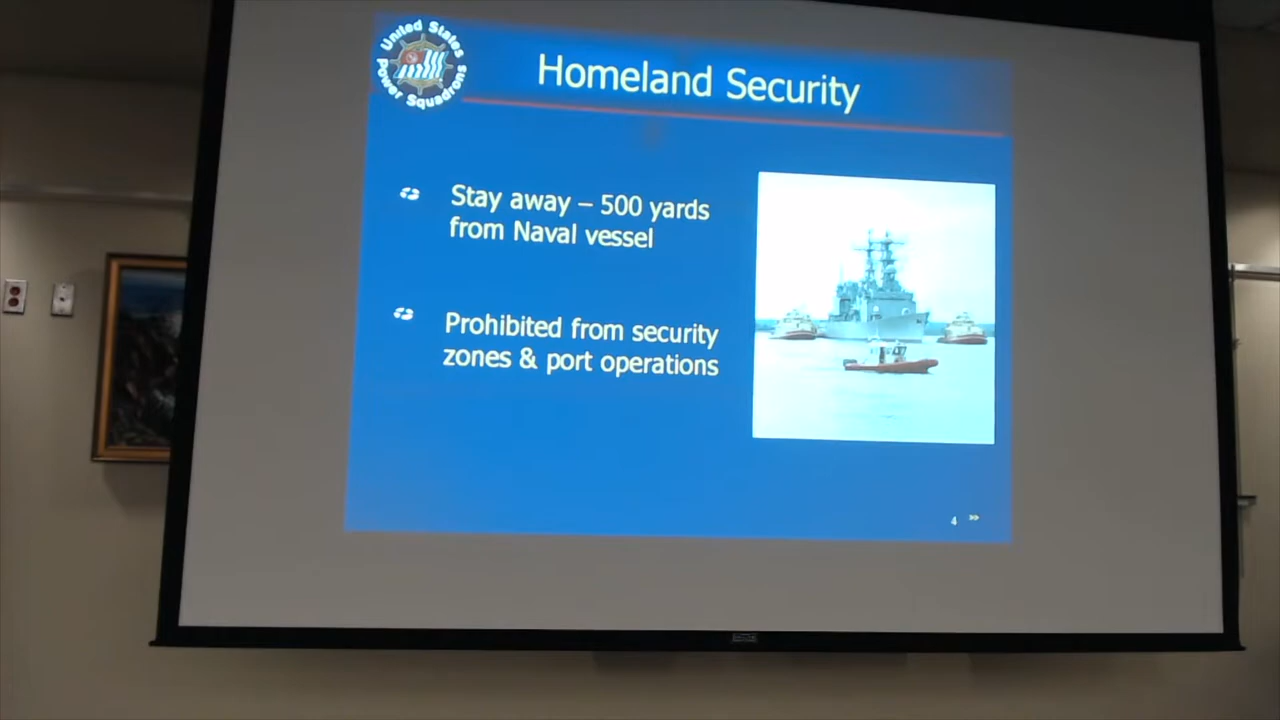 United States
Power Squadrons
Homeland Security
Stay away – 500 yards
from Naval vessel
Prohibited from security
zones & port operations
4